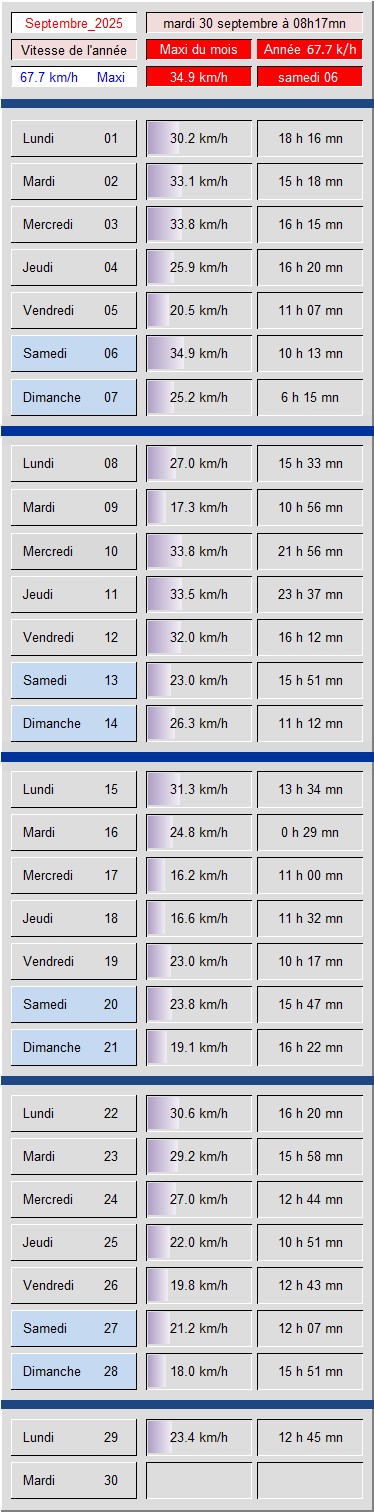 Septembre_2025 mardi 30 septembre à 08h17mn
Vitesse de l'année Maxi du mois Année 67.7 k/h
67.7 km/h Maxi 34.9 km/h samedi 06
Lundi 01 30.2 km/h 18 h 16 mn
Mardi 02 33.1 km/h 15 h 18 mn
Mercredi 03 33.8 km/h 16 h 15 mn
Jeudi 04 25.9 km/h 16 h 20 mn
Vendredi 05 20.5 km/h 11 h 07 mn
Samedi 06 34.9 km/h 10 h 13 mn
Dimanche 07 25.2 km/h 6 h 15 mn
Lundi 08 27.0 km/h 15 h 33 mn
Mardi 09 17.3 km/h 10 h 56 mn
Mercredi 10 33.8 km/h 21 h 56 mn
Jeudi 11 33.5 km/h 23 h 37 mn
Vendredi 12 32.0 km/h 16 h 12 mn
Samedi 13 23.0 km/h 15 h 51 mn
Dimanche 14 26.3 km/h 11 h 12 mn
Lundi 15 31.3 km/h 13 h 34 mn
Mardi 16 24.8 km/h 0 h 29 mn
Mercredi 17 16.2 km/h 11 h 00 mn
Jeudi 18 16.6 km/h 11 h 32 mn
Vendredi 19 23.0 km/h 10 h 17 mn
Samedi 20 23.8 km/h 15 h 47 mn
Dimanche 21 19.1 km/h 16 h 22 mn
Lundi 22 30.6 km/h 16 h 20 mn
Mardi 23 29.2 km/h 15 h 58 mn
Mercredi 24 27.0 km/h 12 h 44 mn
Jeudi 25 22.0 km/h 10 h 51 mn
Vendredi 26 19.8 km/h 12 h 43 mn
Samedi 27 21.2 km/h 12 h 07 mn
Dimanche 28 18.0 km/h 15 h 51 mn
Lundi 29 23.4 km/h 12 h 45 mn
Mardi 30